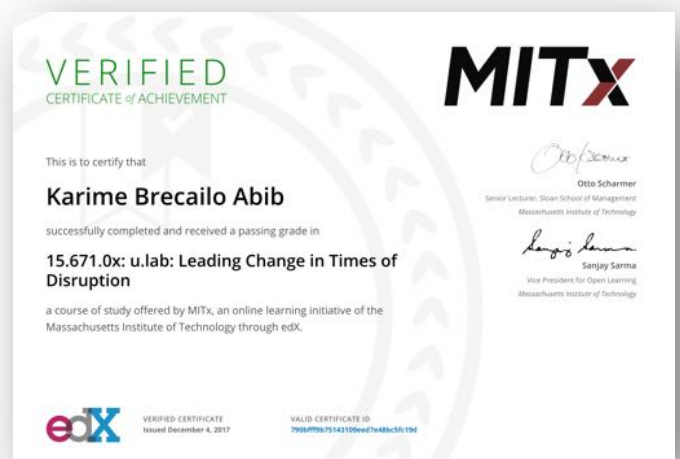 VERIFIED
CERTIFICATE of ACHIEVEMENT
MITx
This is to certify that
Karime Brecailo Abib
successfully completed and received a passing grade in
15.671.0x: u.lab: Leading Change in Times of
Disruption
a course of study offered by MITx, an online learning initiative of the
Massachusetts Institute of Technology through edX.
Otto Scharmer
Senior Lecturer, Sloan School of Management
Massachusetts Institute of Technology
Sanjay Sarma
Vice President for Open Learning
Massachusetts Institute of Technology
edX
VERIFIED CERTIFICATE
Issued December 4, 2017
VALID CERTIFICATE ID